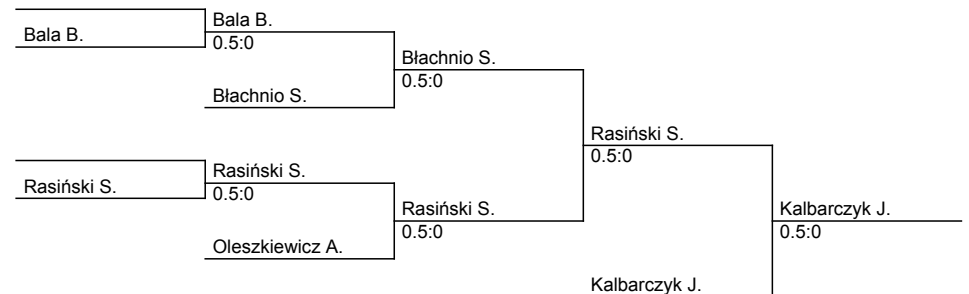 Bala B.
Bala B.
0.5:0
Błachnio S.
0.5:0
Błachnio S.
Rasiński S.
0.5:0
Rasiński S.
Rasiński S.
0.5:0
Rasiński S.
0.5:0
Kalbarczyk J.
0.5:0
Oleszkiewicz A.
Kalbarczyk J.